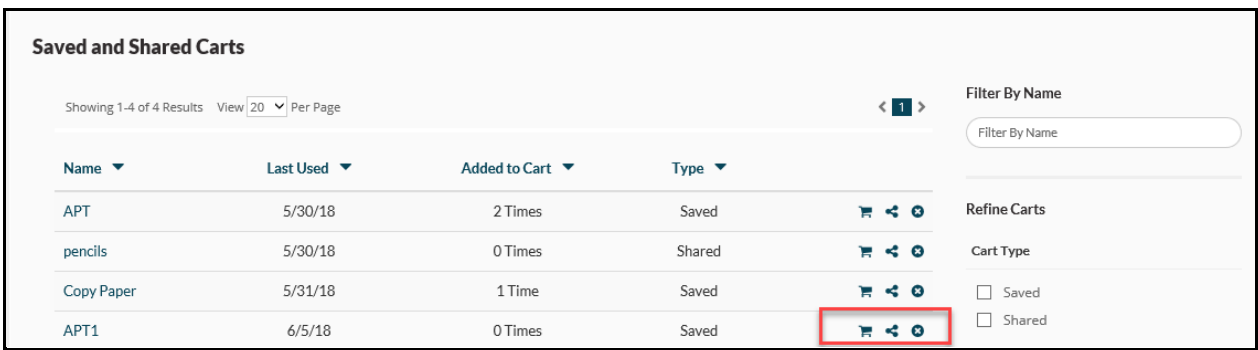 Saved and Shared Carts
Showing 1-4 of 4 Results View 20 Per Page
1
Name Last Used Added to Cart Type
APT 5/30/18 2 Times Saved
pencils 5/30/18 0 Times Shared
Copy Paper 5/31/18 1 Time Saved
APT1 6/5/18 0 Times Saved
Filter By Name
Filter By Name
Refine Carts
Cart Type
Saved
Shared